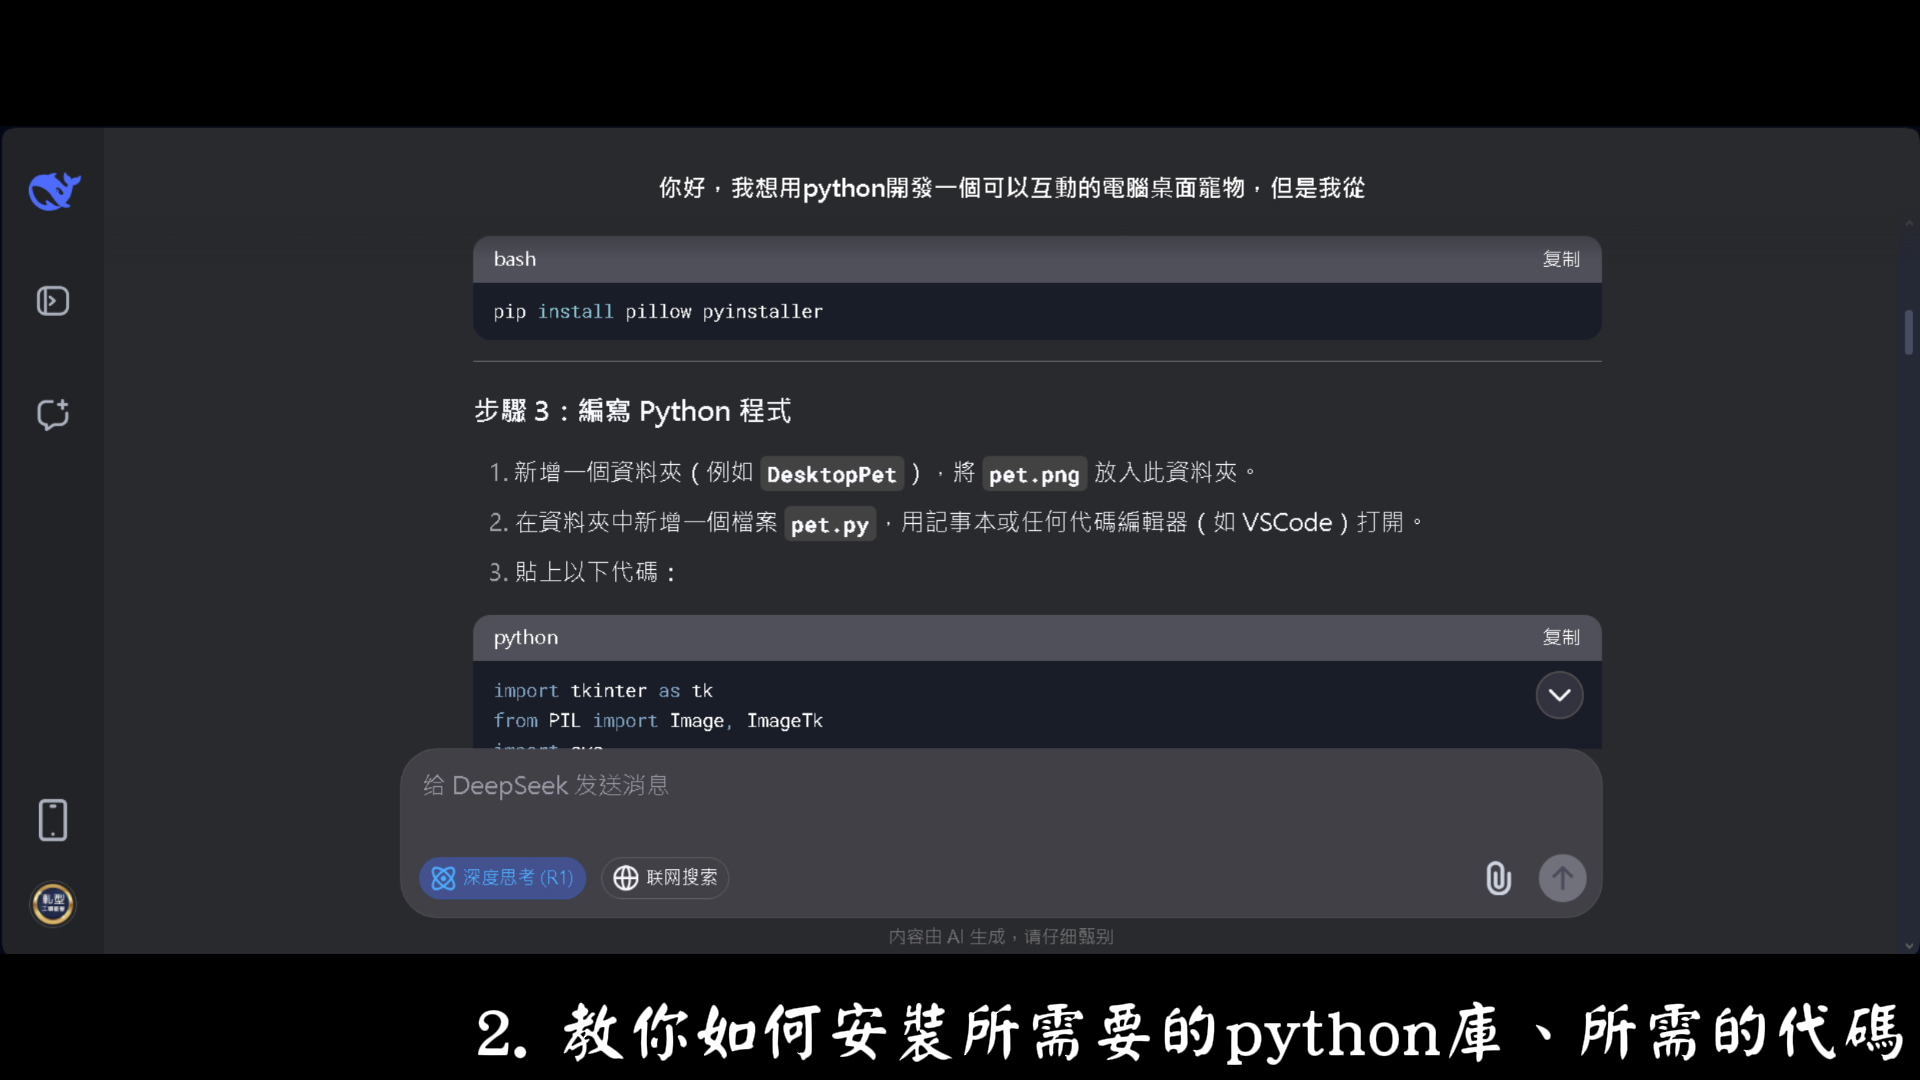 你好，我想用python開發一個可以互動的電腦桌面寵物，但是我從
bash
复制
pip install pillow pyinstaller
步驟 3：編寫 Python 程式
1. 新增一個資料夾（例如 DesktopPet ），將 pet.png 放入此資料夾。
2. 在資料夾中新增一個檔案 pet.py ，用記事本或任何代碼編輯器（如 VSCode）打開。
3. 貼上以下代碼：
python
复制
import tkinter as tk
from PIL import Image, ImageTk
给 DeepSeek 发送消息
深度思考 (R1)
联网搜索
内容由 AI 生成，请仔细甄别
2. 教你如何安裝所需要的python庫、所需的代碼